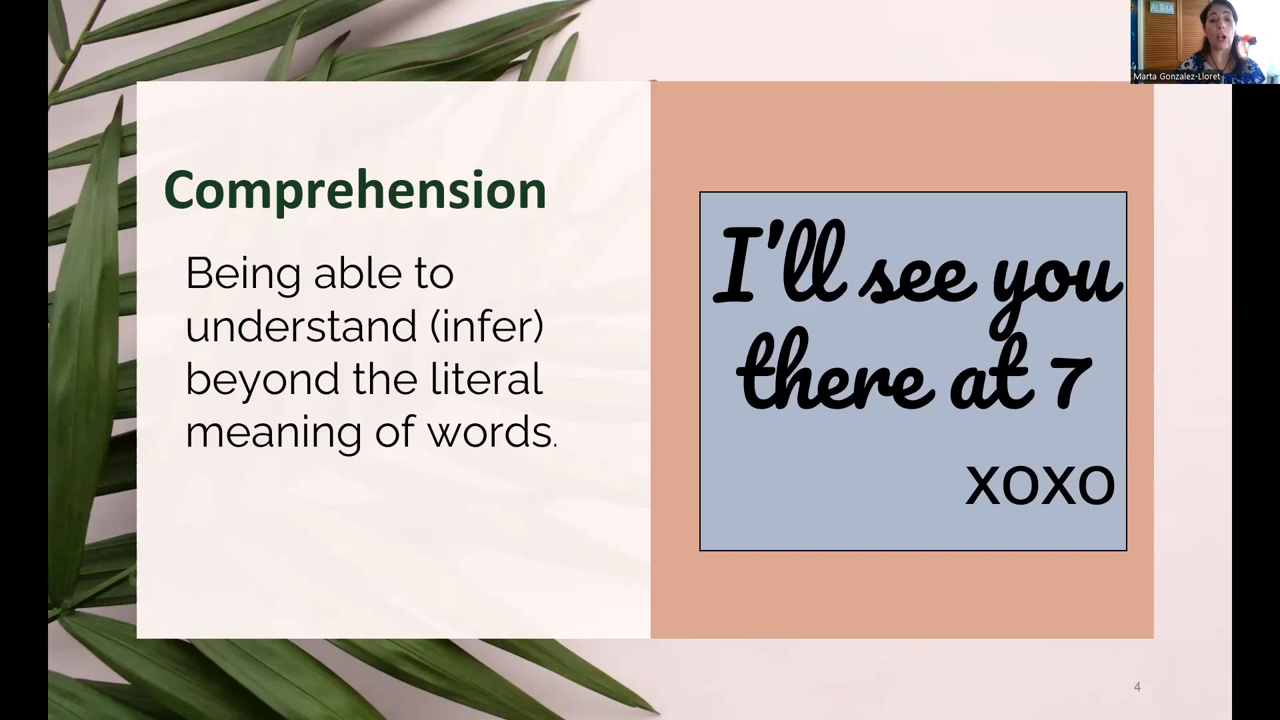 ALOHA
Marta Gonzalez-Lloret
Comprehension
Being able to
understand (infer)
beyond the literal
meaning of words.
I'll see you
there at 7
xoxo
4